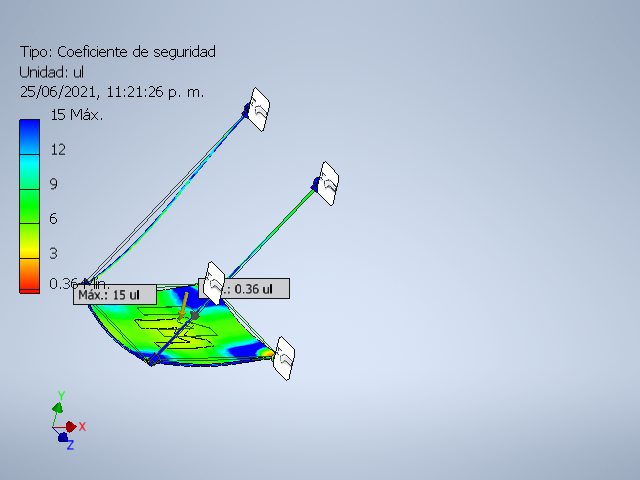 Tipo: Coeficiente de seguridad
Unidad: ul
25/06/2021, 11:21:26 p. m.
15 Máx.
12
9
6
3
0.36 Mín.
Máx.: 15 ul
.: 0.36 ul
Y
X
Z